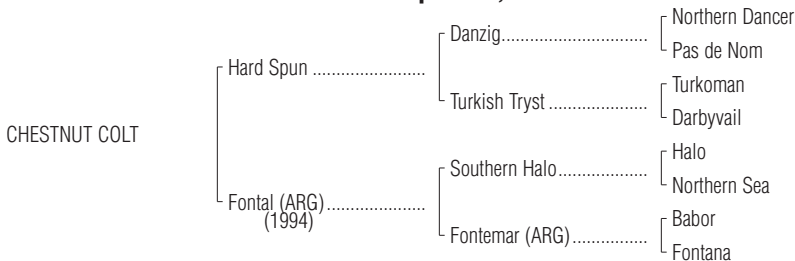 Northern Dancer
Danzig..................................
Pas de Nom
Hard Spun ........................
Turkoman
Turkish Tryst .......................
Darbyvail
CHESTNUT COLT
Halo
Southern Halo.....................
Northern Sea
Fontal (ARG).......................
(1994)
Babor
Fontemar (ARG)..................
Fontana